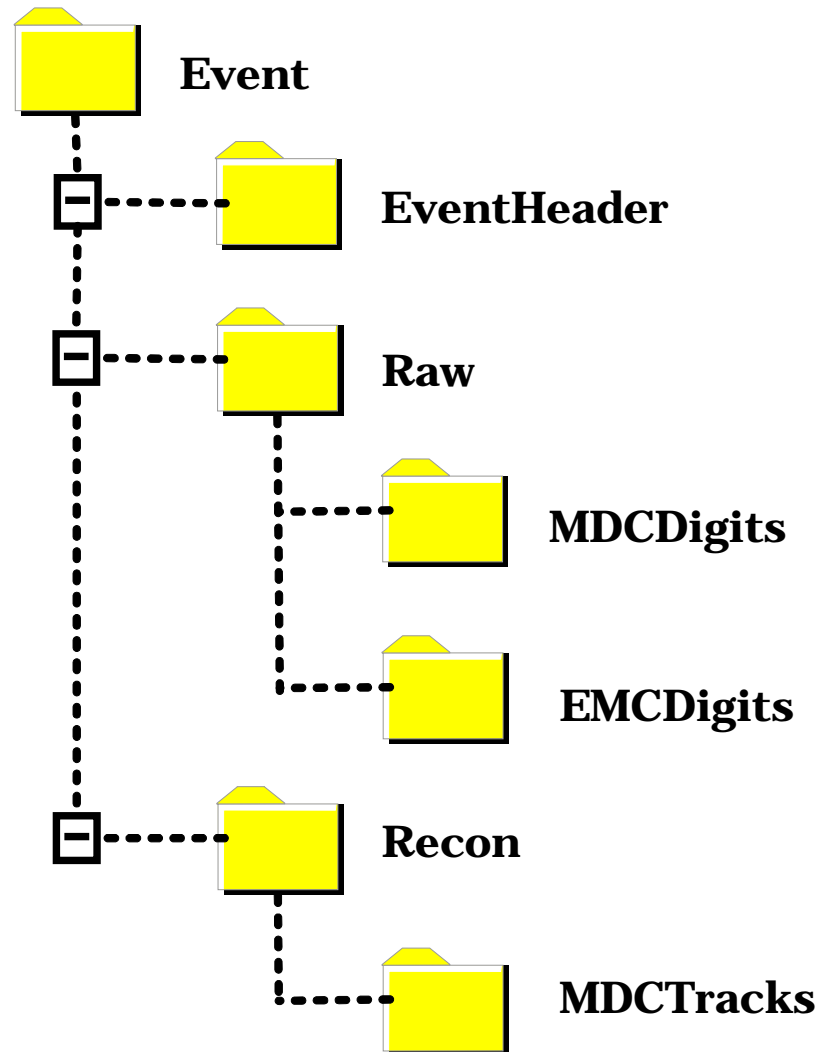 Event
EventHeader
Raw
MDCDigits
EMCDigits
Recon
MDCTracks